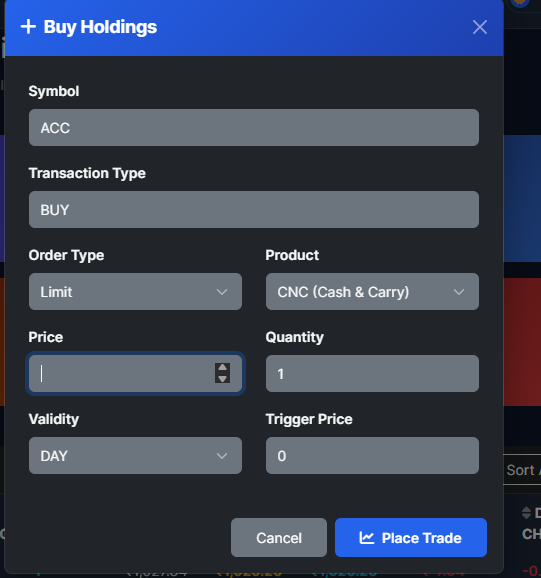 Buy Holdings
Symbol
ACC
Transaction Type
BUY
Order Type Product
Limit CNC (Cash & Carry)
Price Quantity
1
Validity Trigger Price
DAY 0
Sort
Cancel Place Trade